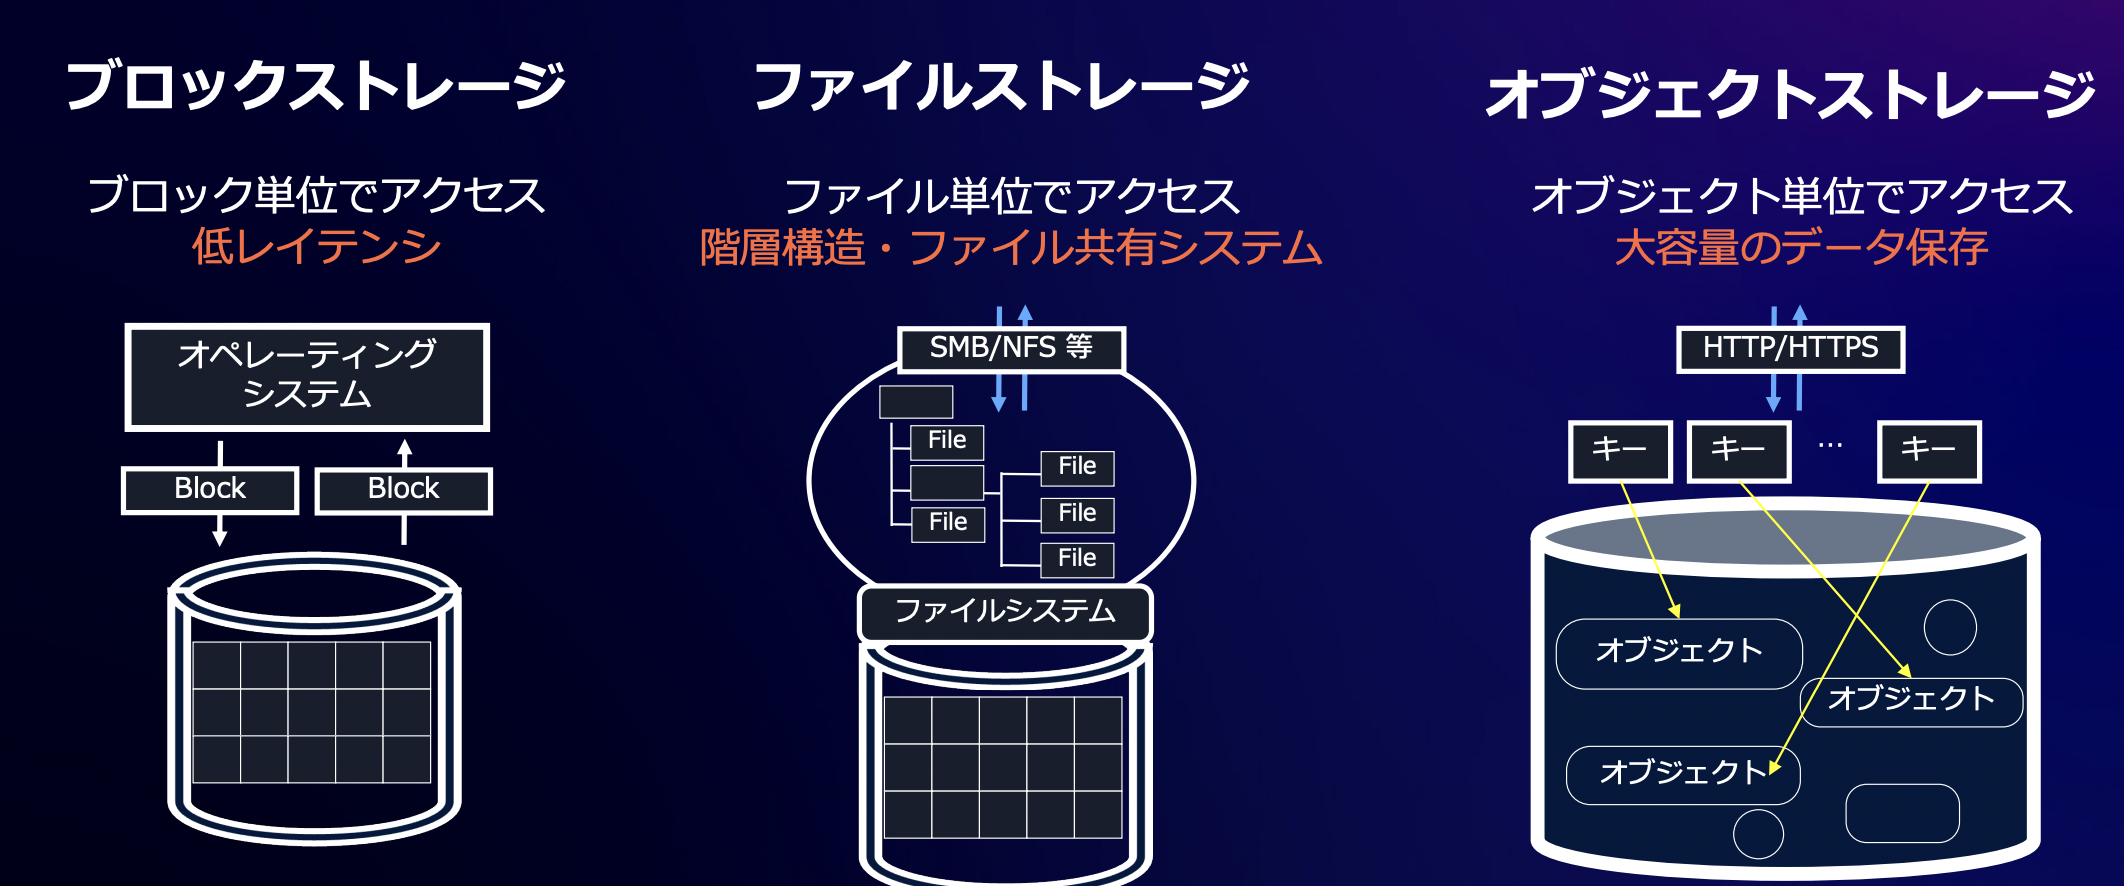 ブロックストレージ
ブロック単位でアクセス
低レイテンシ
オペレーティング
システム
Block
Block
ファイルストレージ
ファイル単位でアクセス
階層構造・ファイル共有システム
SMB/NFS 等
File
File
File
File
File
ファイルシステム
オブジェクトストレージ
オブジェクト単位でアクセス
大容量のデータ保存
HTTP/HTTPS
キー キー … キー
オブジェクト
オブジェクト
オブジェクト